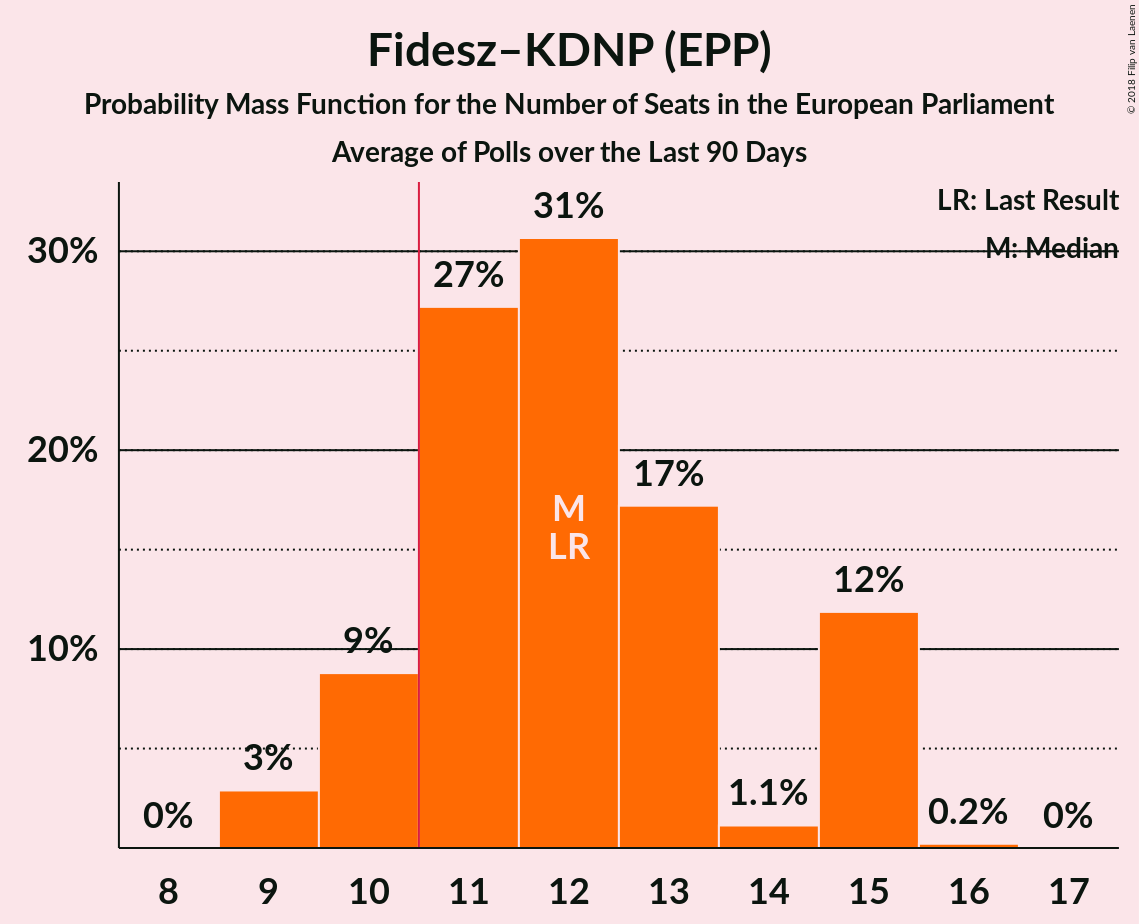 Fidesz–KDNP (EPP)
Probability Mass Function for the Number of Seats in the European Parliament
Average of Polls over the Last 90 Days
© 2018 Filip van Laenen
LR: Last Result
M: Median
30%
20%
10%
0%
3%
9%
27%
31%
17%
1.1%
12%
0.2%
0%
M
LR
8 9 10 11 12 13 14 15 16 17